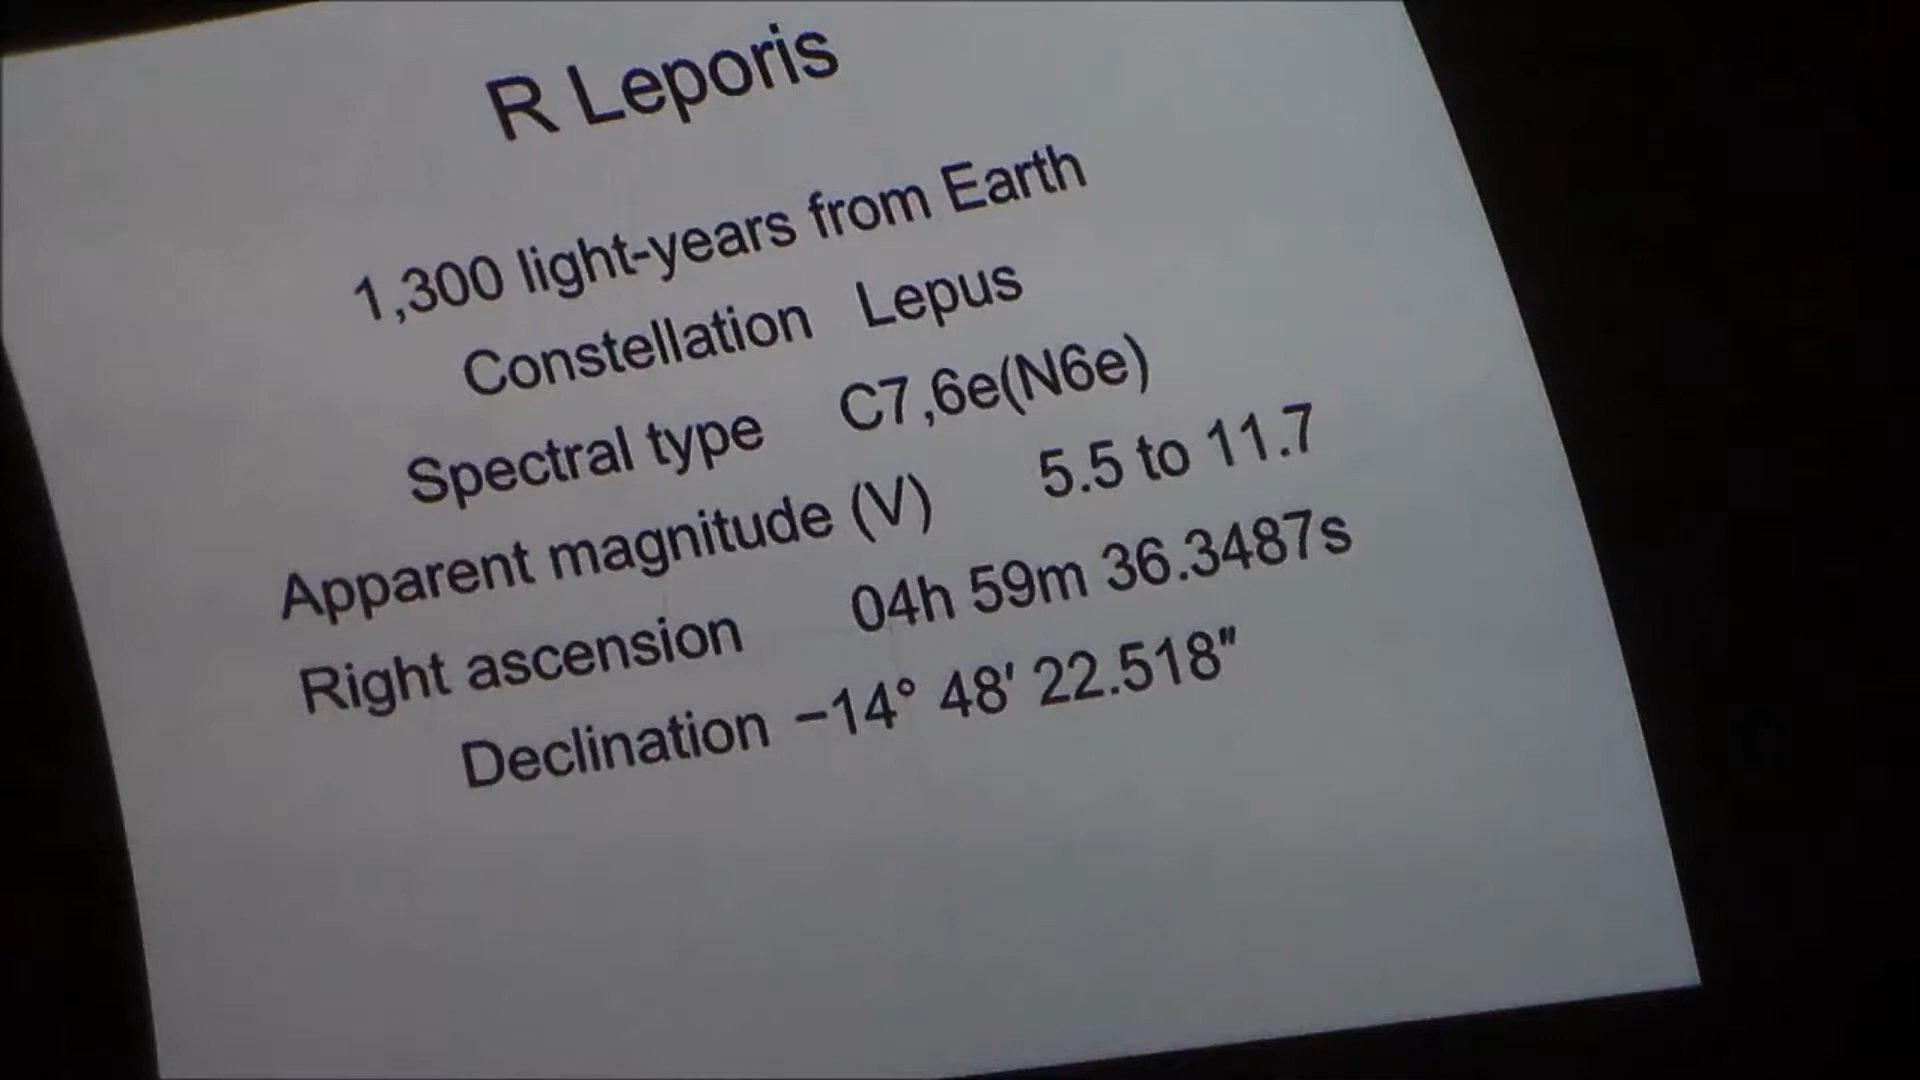 R Leporis
1,300 light-years from Earth
Constellation Lepus
Spectral type C7,6e(N6e)
Apparent magnitude (V) 5.5 to 11.7
Right ascension 04h 59m 36.3487s
Declination −14° 48′ 22.518″